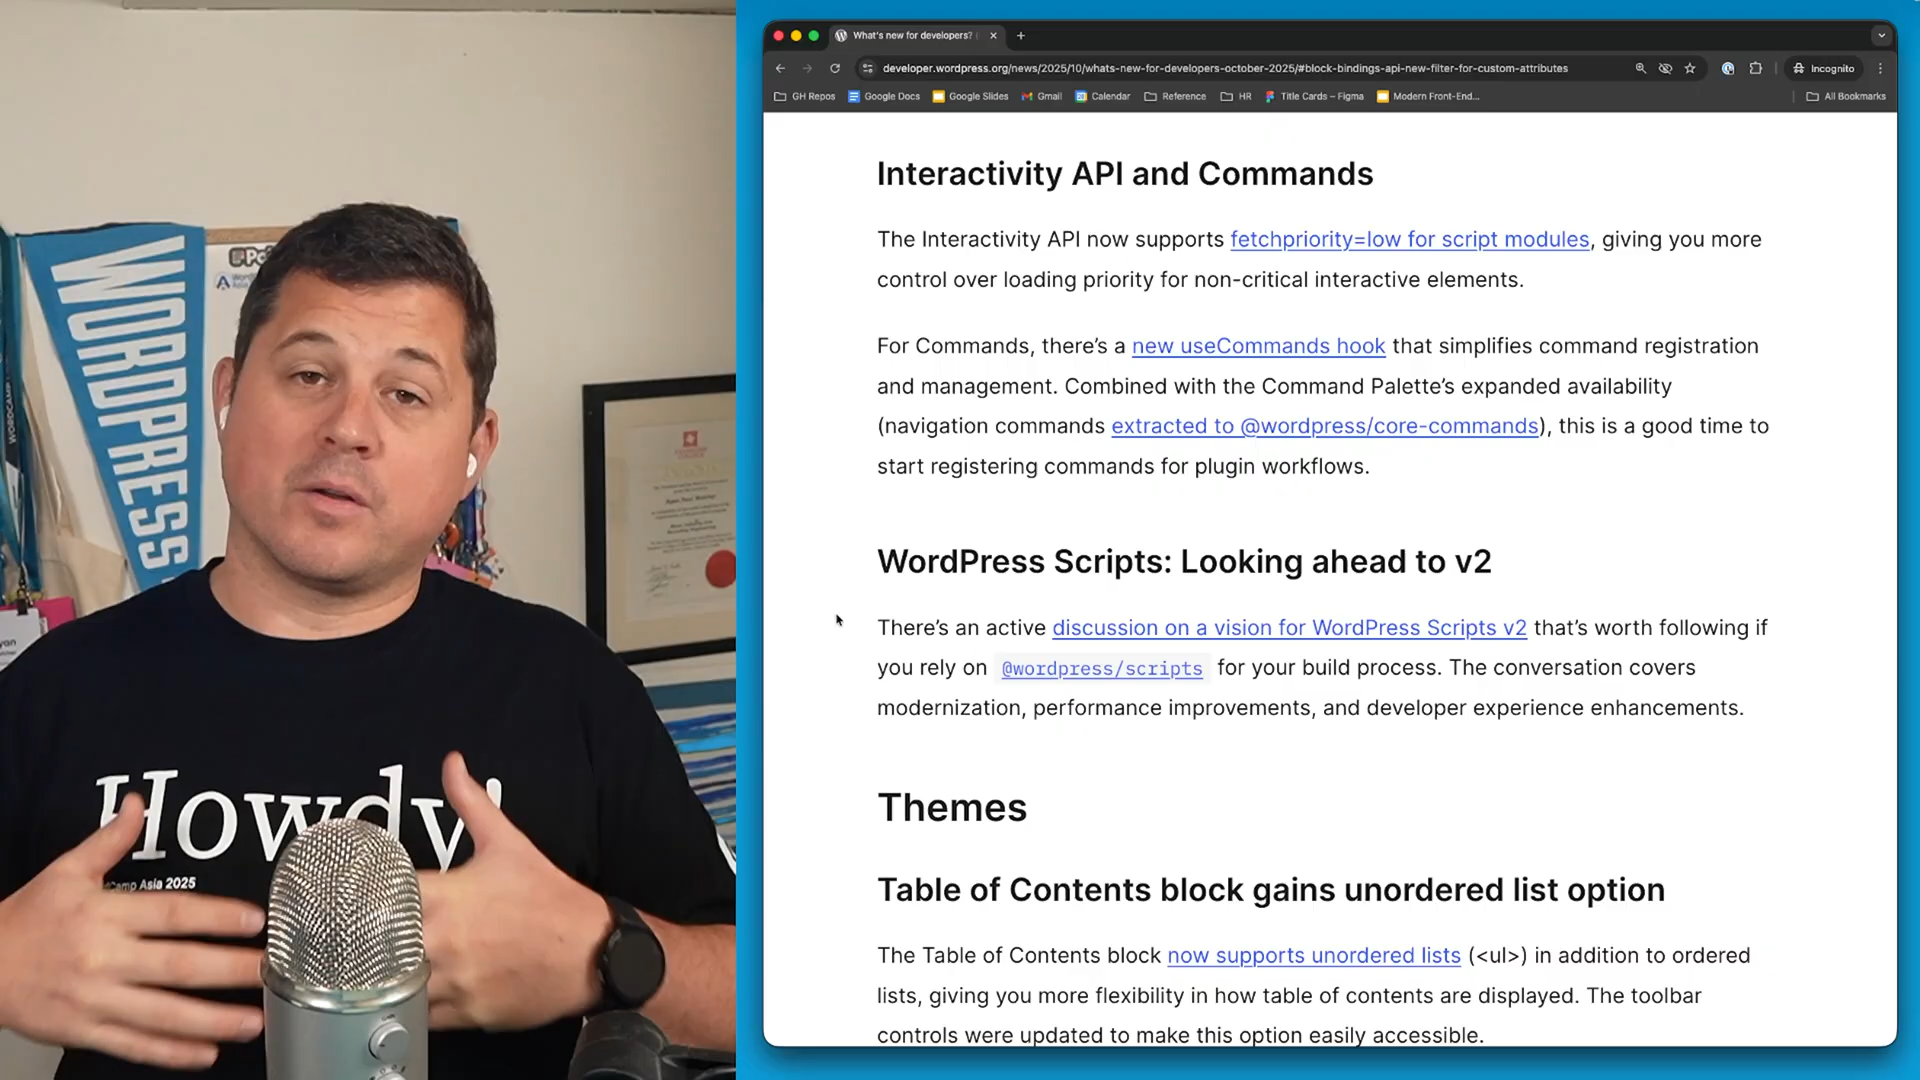 WORDPRESS
WORDCAMP
Howdy!
Camp Asia 2025
What's new for developers?
developer.wordpress.org/news/2025/10/whats-new-for-developers-october-2025/#block-bindings-api-new-filter-for-custom-attributes
Incognito
GH Repos
Google Docs
Google Slides
Gmail
Calendar
Reference
HR
Title Cards – Figma
Modern Front-End...
All Bookmarks
Interactivity API and Commands
The Interactivity API now supports fetchpriority=low for script modules, giving you more
control over loading priority for non-critical interactive elements.
For Commands, there’s a new useCommands hook that simplifies command registration
and management. Combined with the Command Palette’s expanded availability
(navigation commands extracted to @wordpress/core-commands), this is a good time to
start registering commands for plugin workflows.
WordPress Scripts: Looking ahead to v2
There’s an active discussion on a vision for WordPress Scripts v2 that’s worth following if
you rely on @wordpress/scripts for your build process. The conversation covers
modernization, performance improvements, and developer experience enhancements.
Themes
Table of Contents block gains unordered list option
The Table of Contents block now supports unordered lists (<ul>) in addition to ordered
lists, giving you more flexibility in how table of contents are displayed. The toolbar
controls were updated to make this option easily accessible.